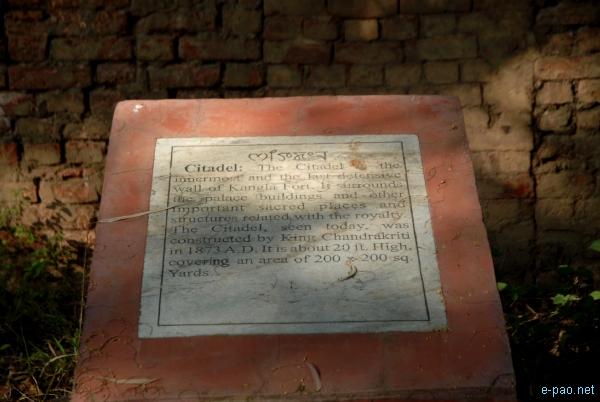 Citadel: The Citadel the
innermost and the last defensive
wall of Kangla Fort. It surrounds
the palace buildings and other
important sacred places and
structures related with the royalty.
The Citadel, seen today, was
constructed by King Chandrakriti
in 1873 A.D. It is about 20 ft. High,
covering an area of 200 × 200 sq.
Yards.
e-pao.net